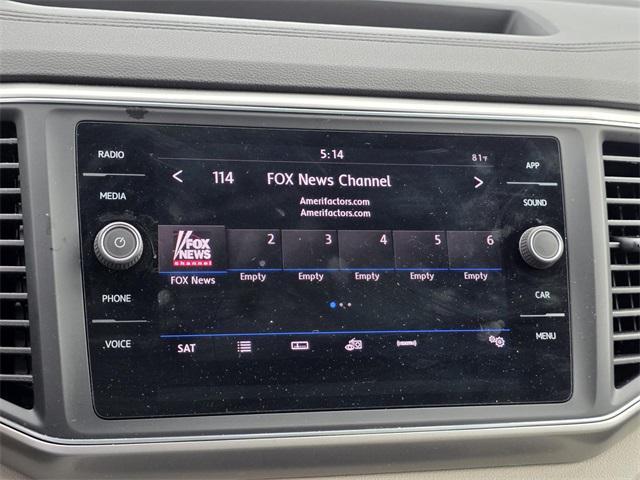 RADIO
5:14
81°F
APP
114 FOX News Channel
MEDIA
SOUND
Amerifactors.com
Amerifactors.com
FOX
NEWS
channel
2 3 4 5 6
FOX News Empty Empty Empty Empty Empty
PHONE
CAR
VOICE
MENU
SAT